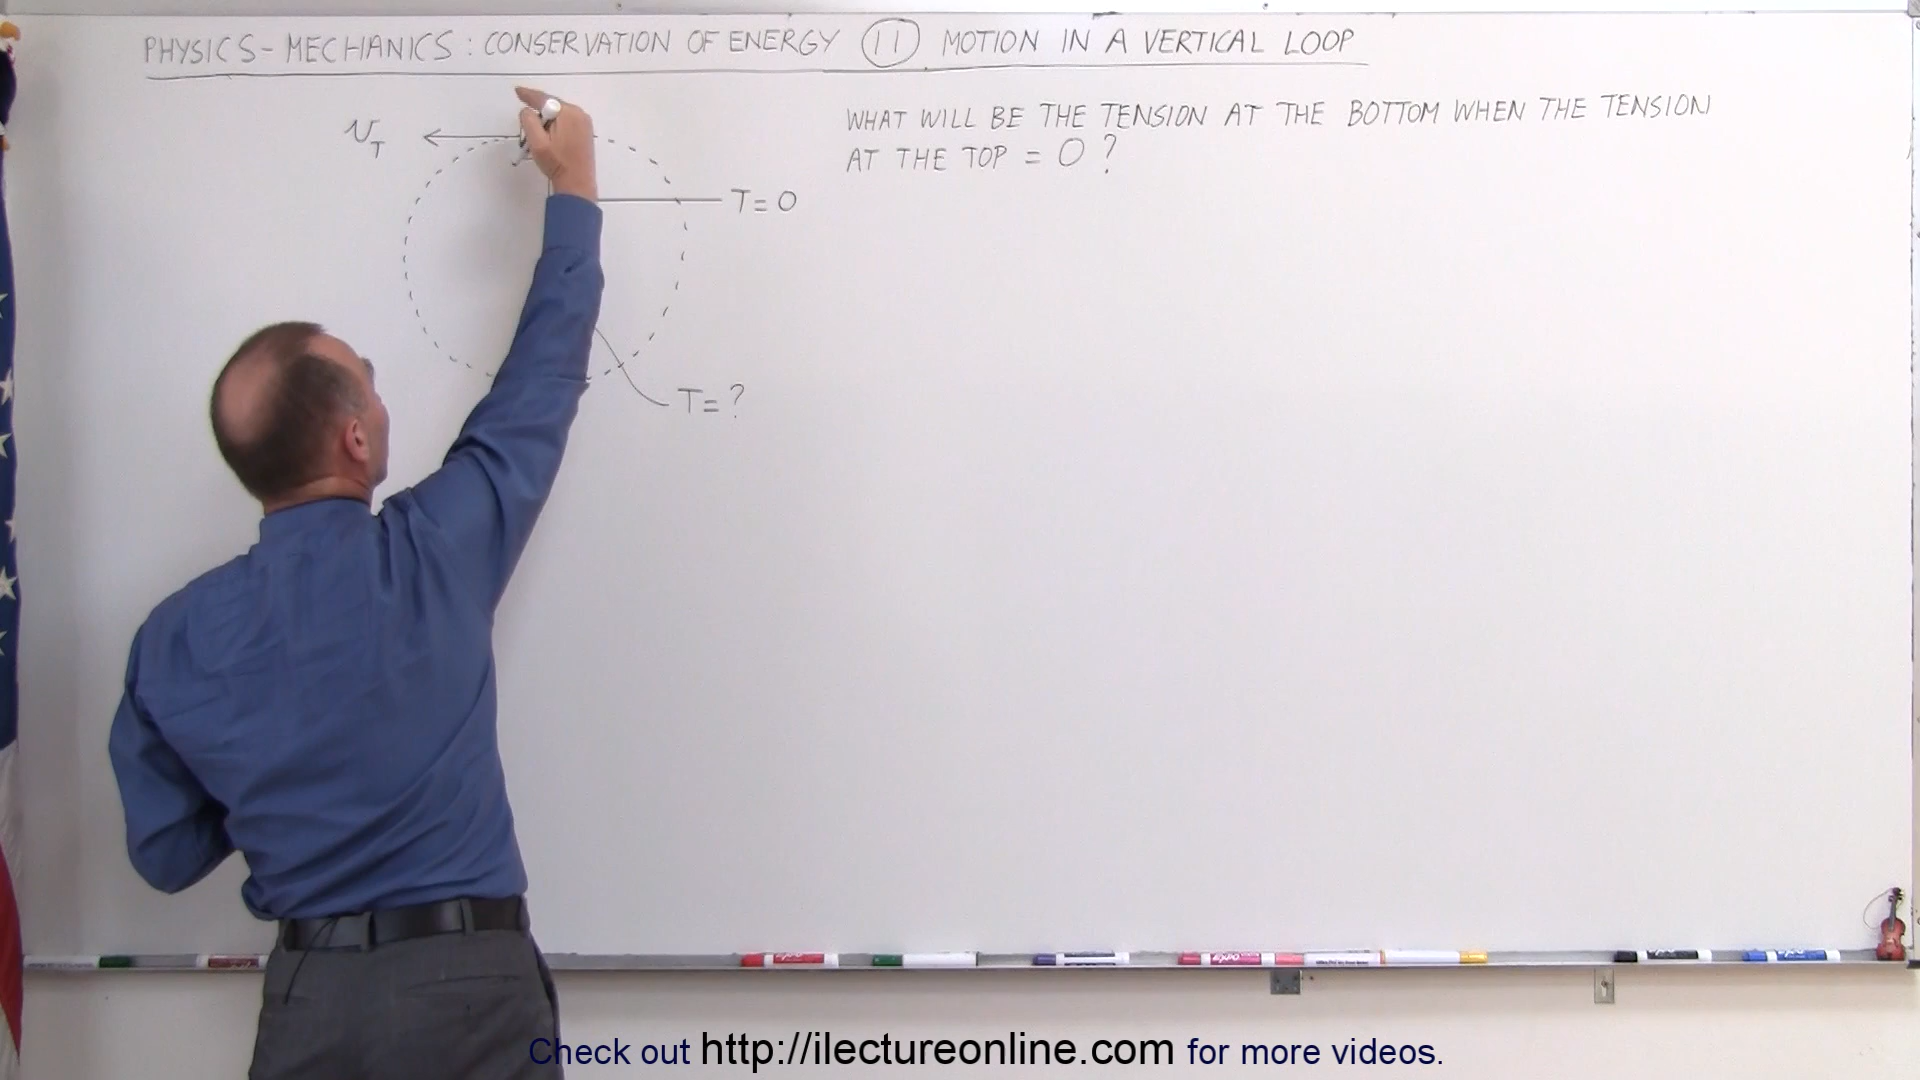 PHYSICS - MECHANICS : CONSERVATION OF ENERGY 11 MOTION IN A VERTICAL LOOP
WHAT WILL BE THE TENSION AT THE BOTTOM WHEN THE TENSION
AT THE TOP = 0 ?
V_T
T = 0
T = ?
Check out http://ilectureonline.com for more videos.